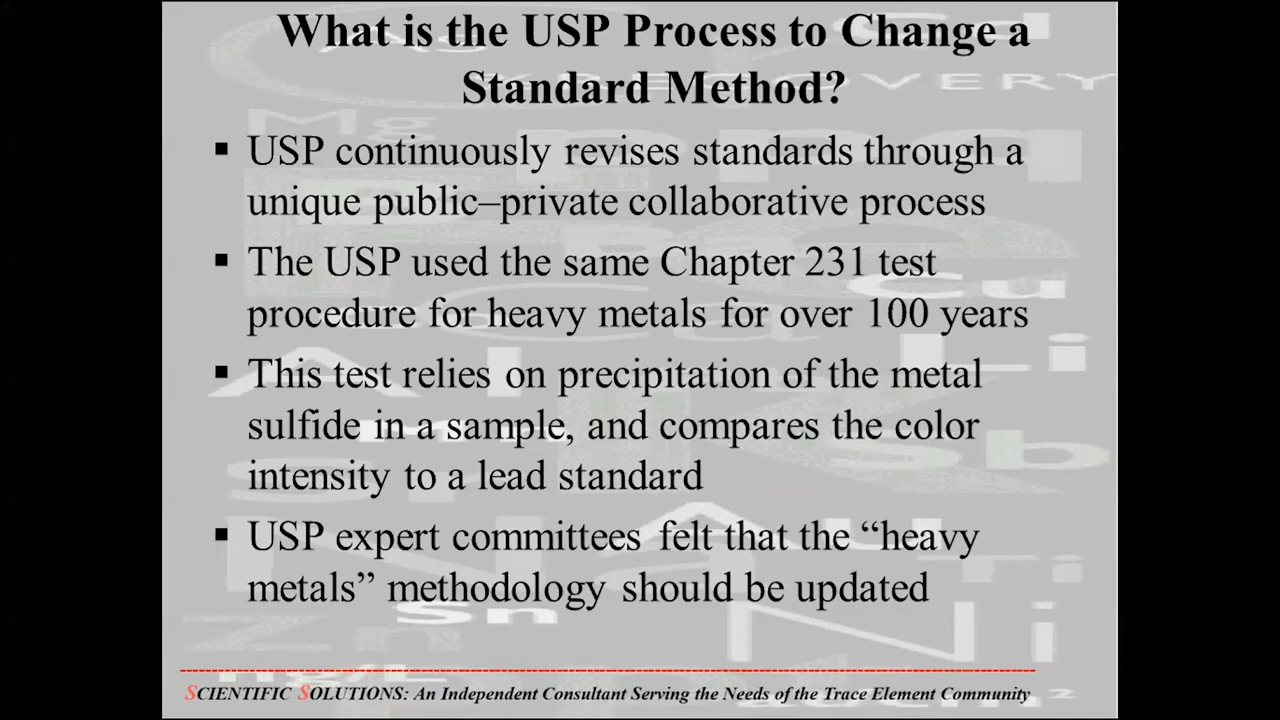 What is the USP Process to Change a
Standard Method?
▪ USP continuously revises standards through a
unique public–private collaborative process
▪ The USP used the same Chapter 231 test
procedure for heavy metals for over 100 years
▪ This test relies on precipitation of the metal
sulfide in a sample, and compares the color
intensity to a lead standard
▪ USP expert committees felt that the “heavy
metals” methodology should be updated
SCIENTIFIC SOLUTIONS: An Independent Consultant Serving the Needs of the Trace Element Community